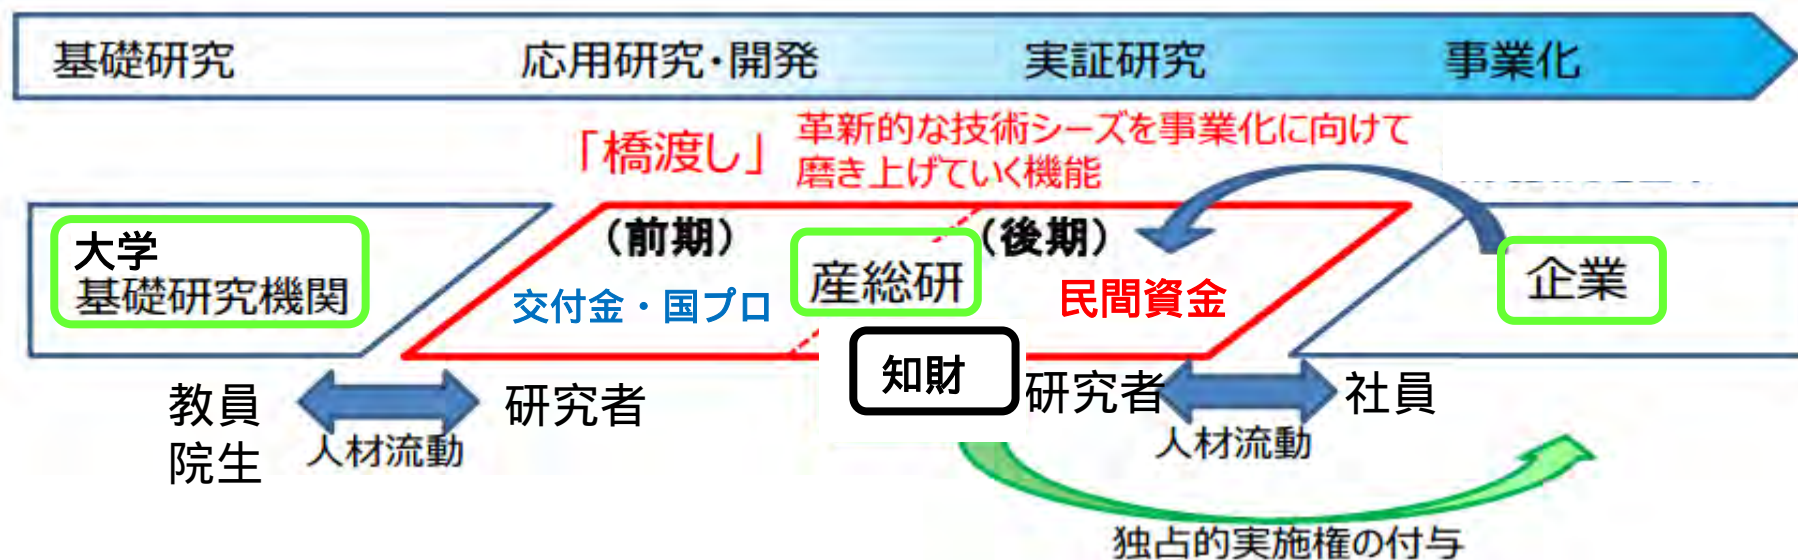 基礎研究
応用研究・開発
実証研究
事業化
「橋渡し」
革新的な技術シーズを事業化に向けて
磨き上げていく機能
大学
基礎研究機関
(前期)
交付金・国プロ
産総研
(後期)
民間資金
企業
知財
教員
院生
人材流動
研究者
研究者
人材流動
社員
独占的実施権の付与